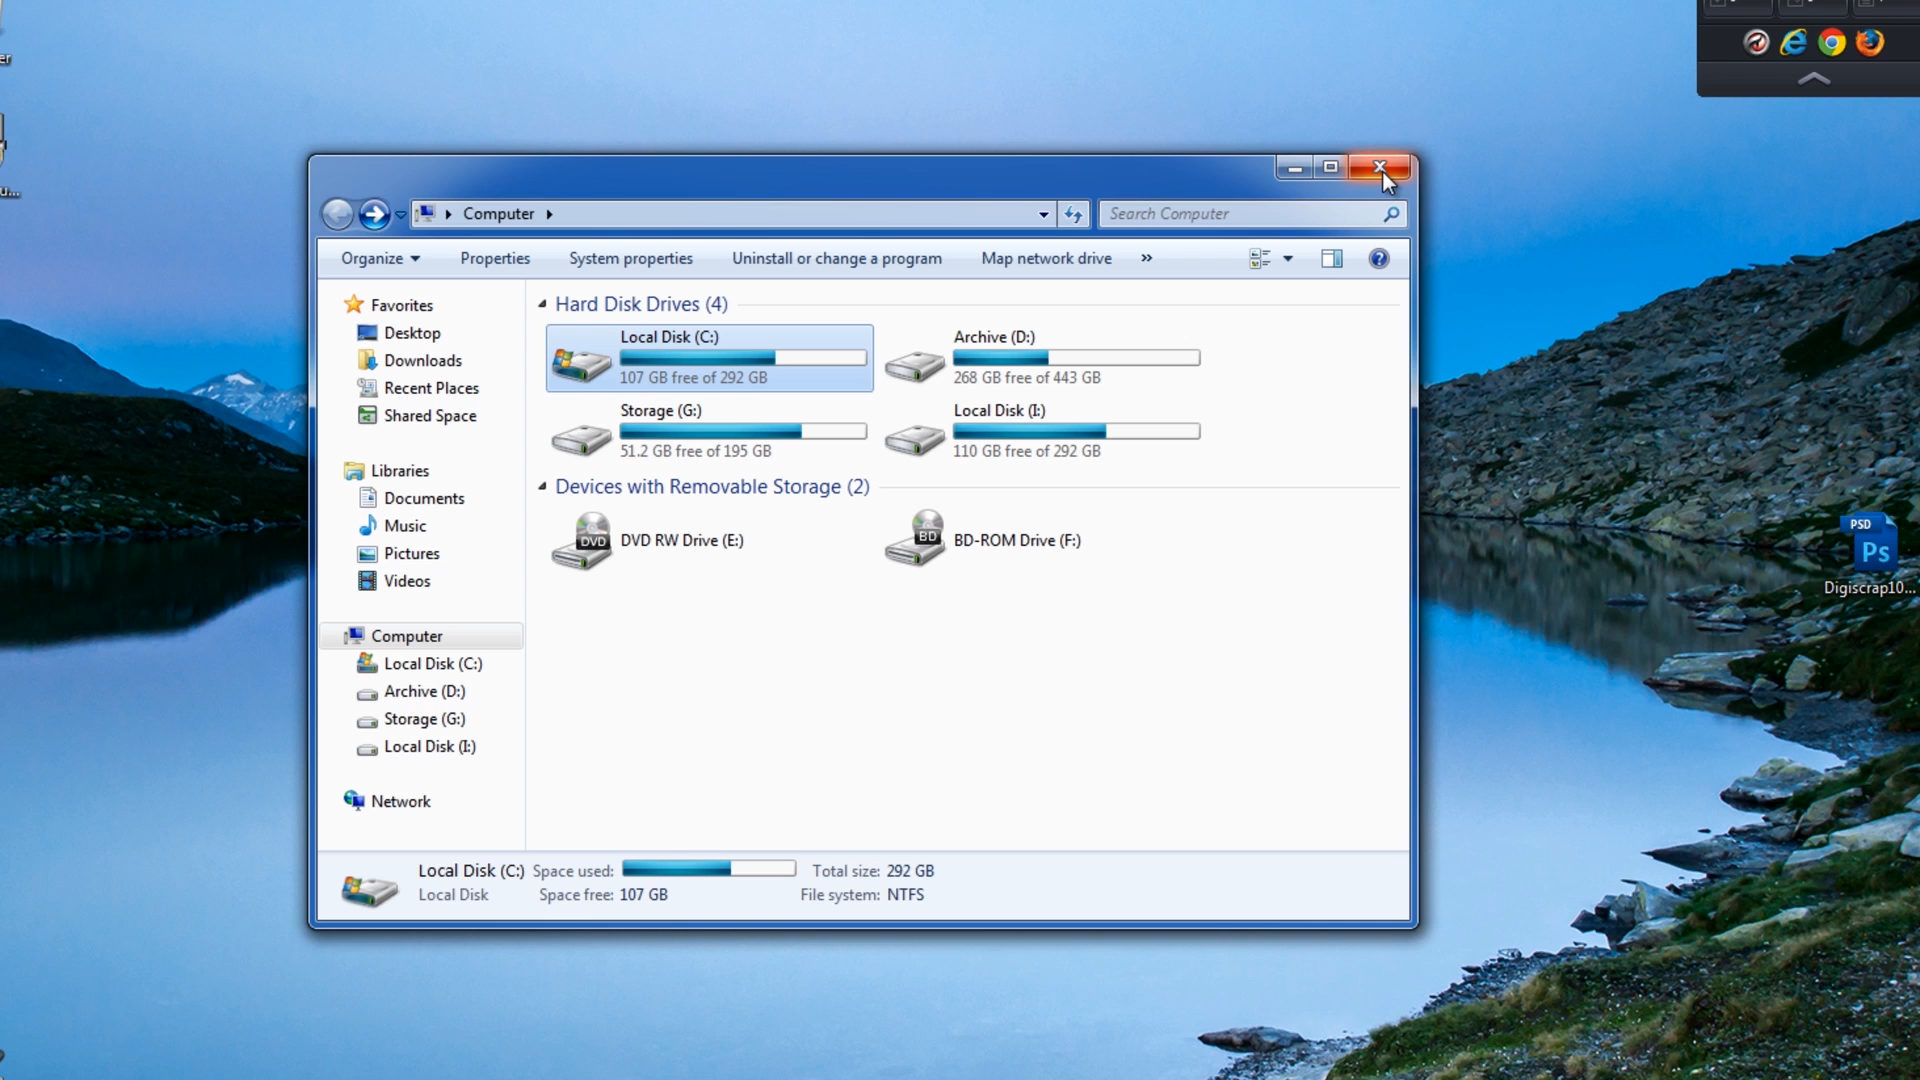 er
u...
Computer
Search Computer
Organize
Properties
System properties
Uninstall or change a program
Map network drive
»
Favorites
Desktop
Downloads
Recent Places
Shared Space
Libraries
Documents
Music
Pictures
Videos
Computer
Local Disk (C:)
Archive (D:)
Storage (G:)
Local Disk (I:)
Network
Hard Disk Drives (4)
Local Disk (C:)
107 GB free of 292 GB
Archive (D:)
268 GB free of 443 GB
Storage (G:)
51.2 GB free of 195 GB
Local Disk (I:)
110 GB free of 292 GB
Devices with Removable Storage (2)
DVD
DVD RW Drive (E:)
BD
BD-ROM Drive (F:)
Local Disk (C:) Space used: Total size: 292 GB
Local Disk Space free: 107 GB File system: NTFS
PSD
Ps
Digiscrap10...